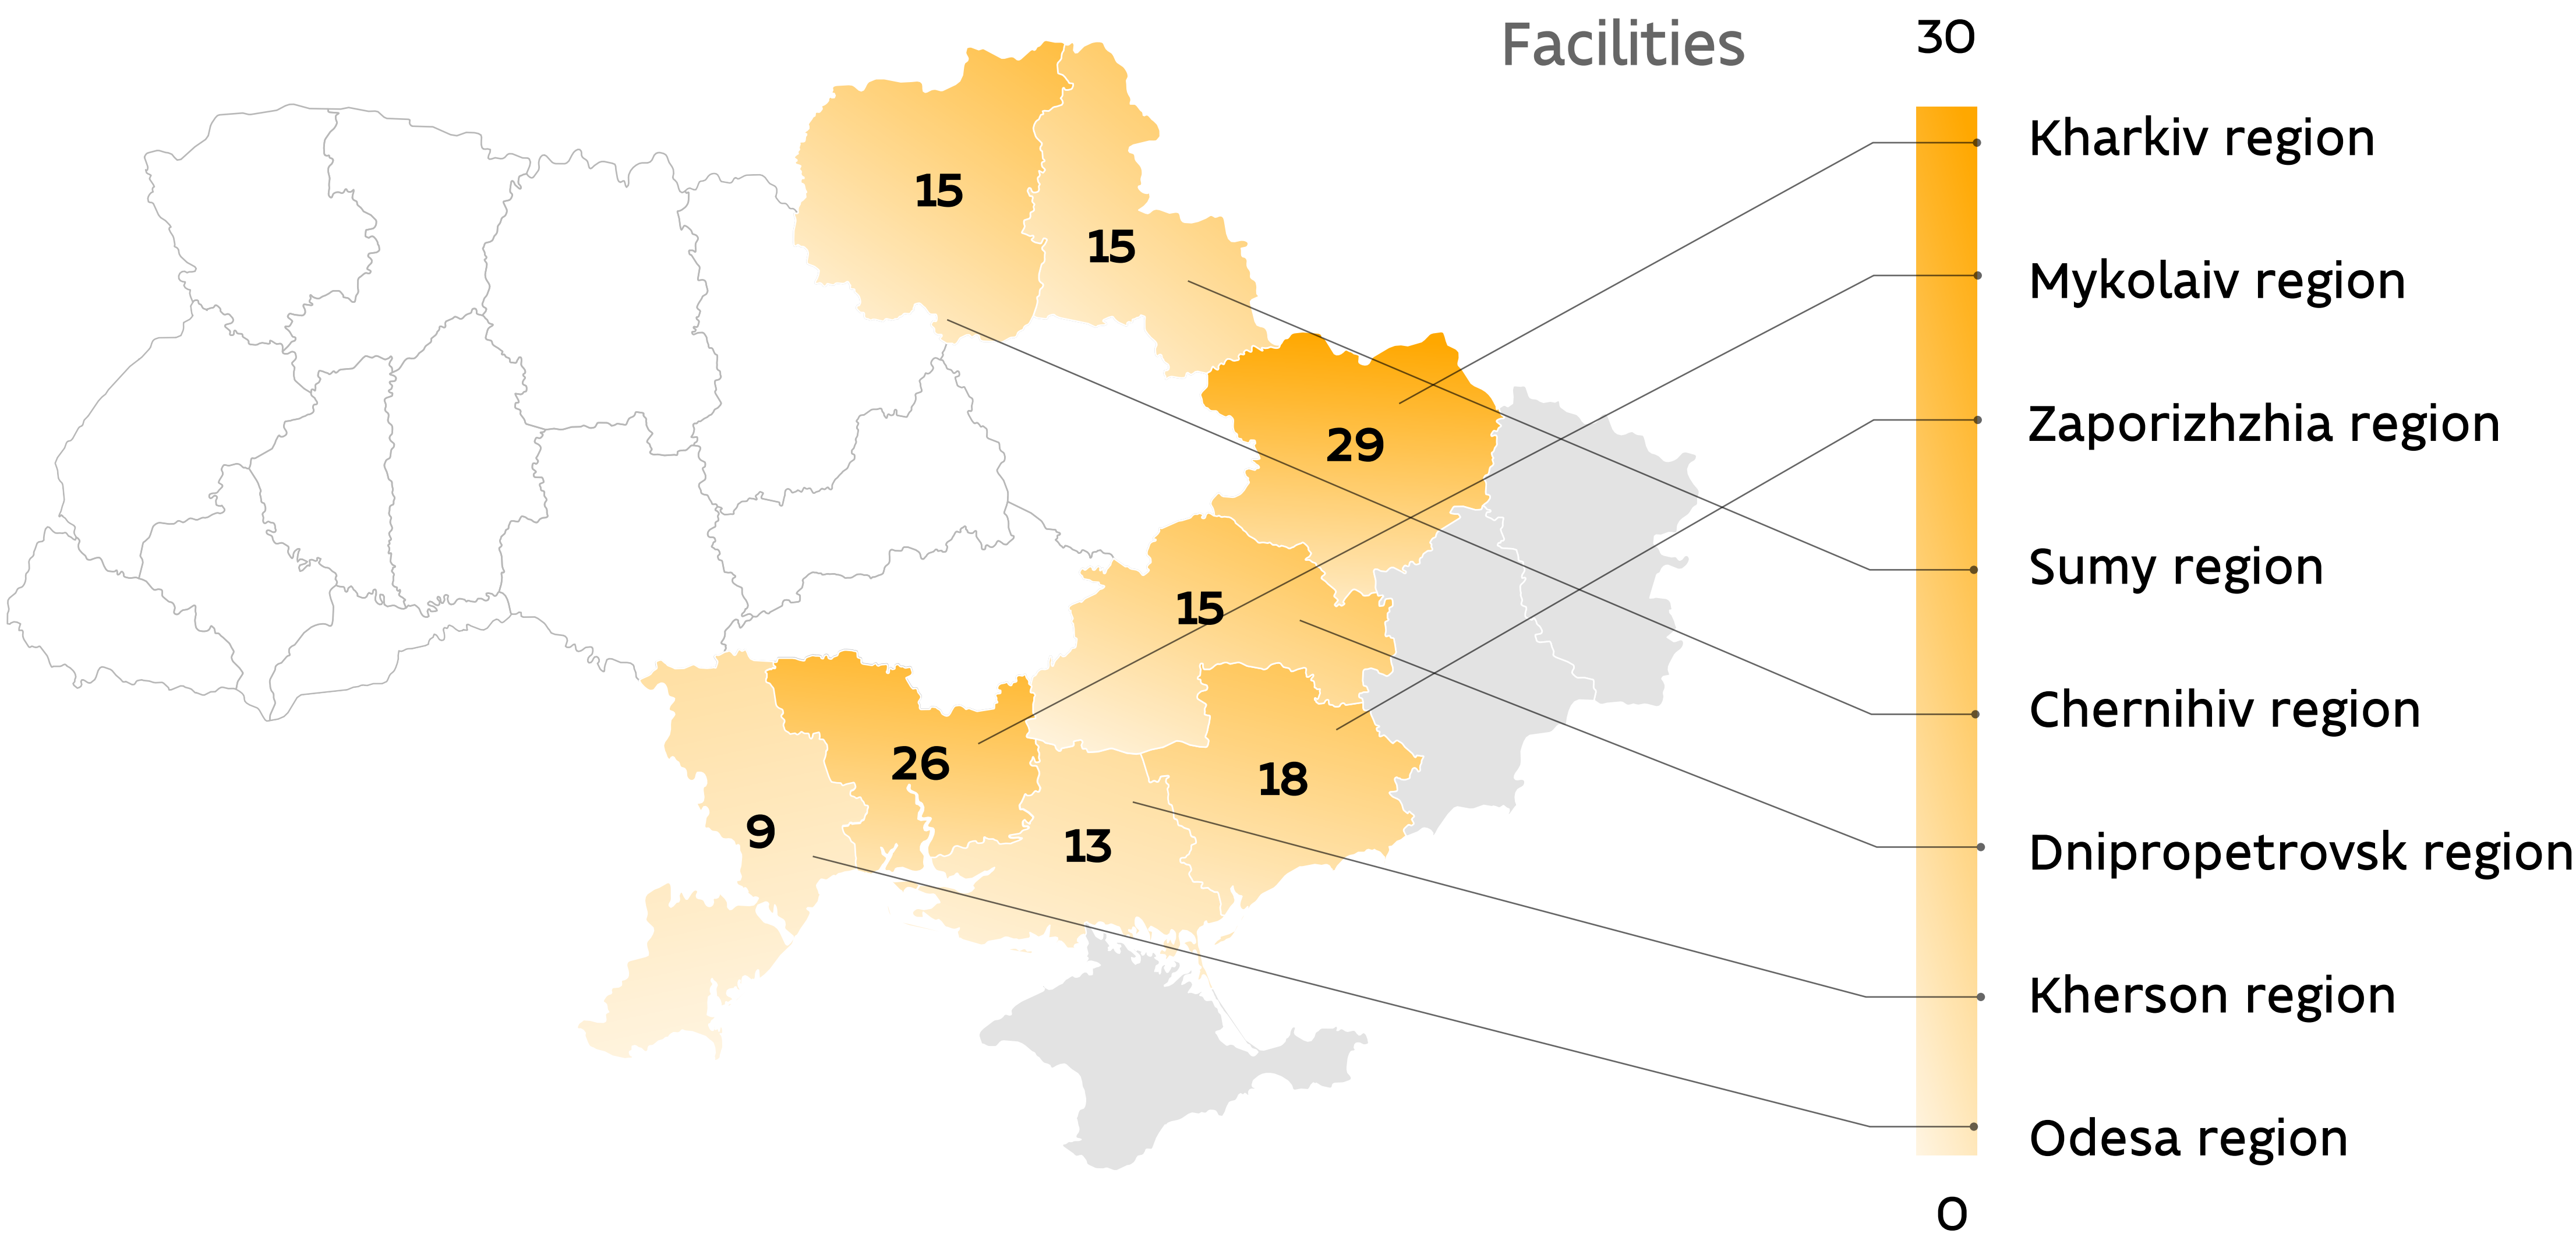 Facilities
30
Kharkiv region
Mykolaiv region
Zaporizhzhia region
Sumy region
Chernihiv region
Dnipropetrovsk region
Kherson region
Odesa region
0
15
15
29
15
26
18
9
13